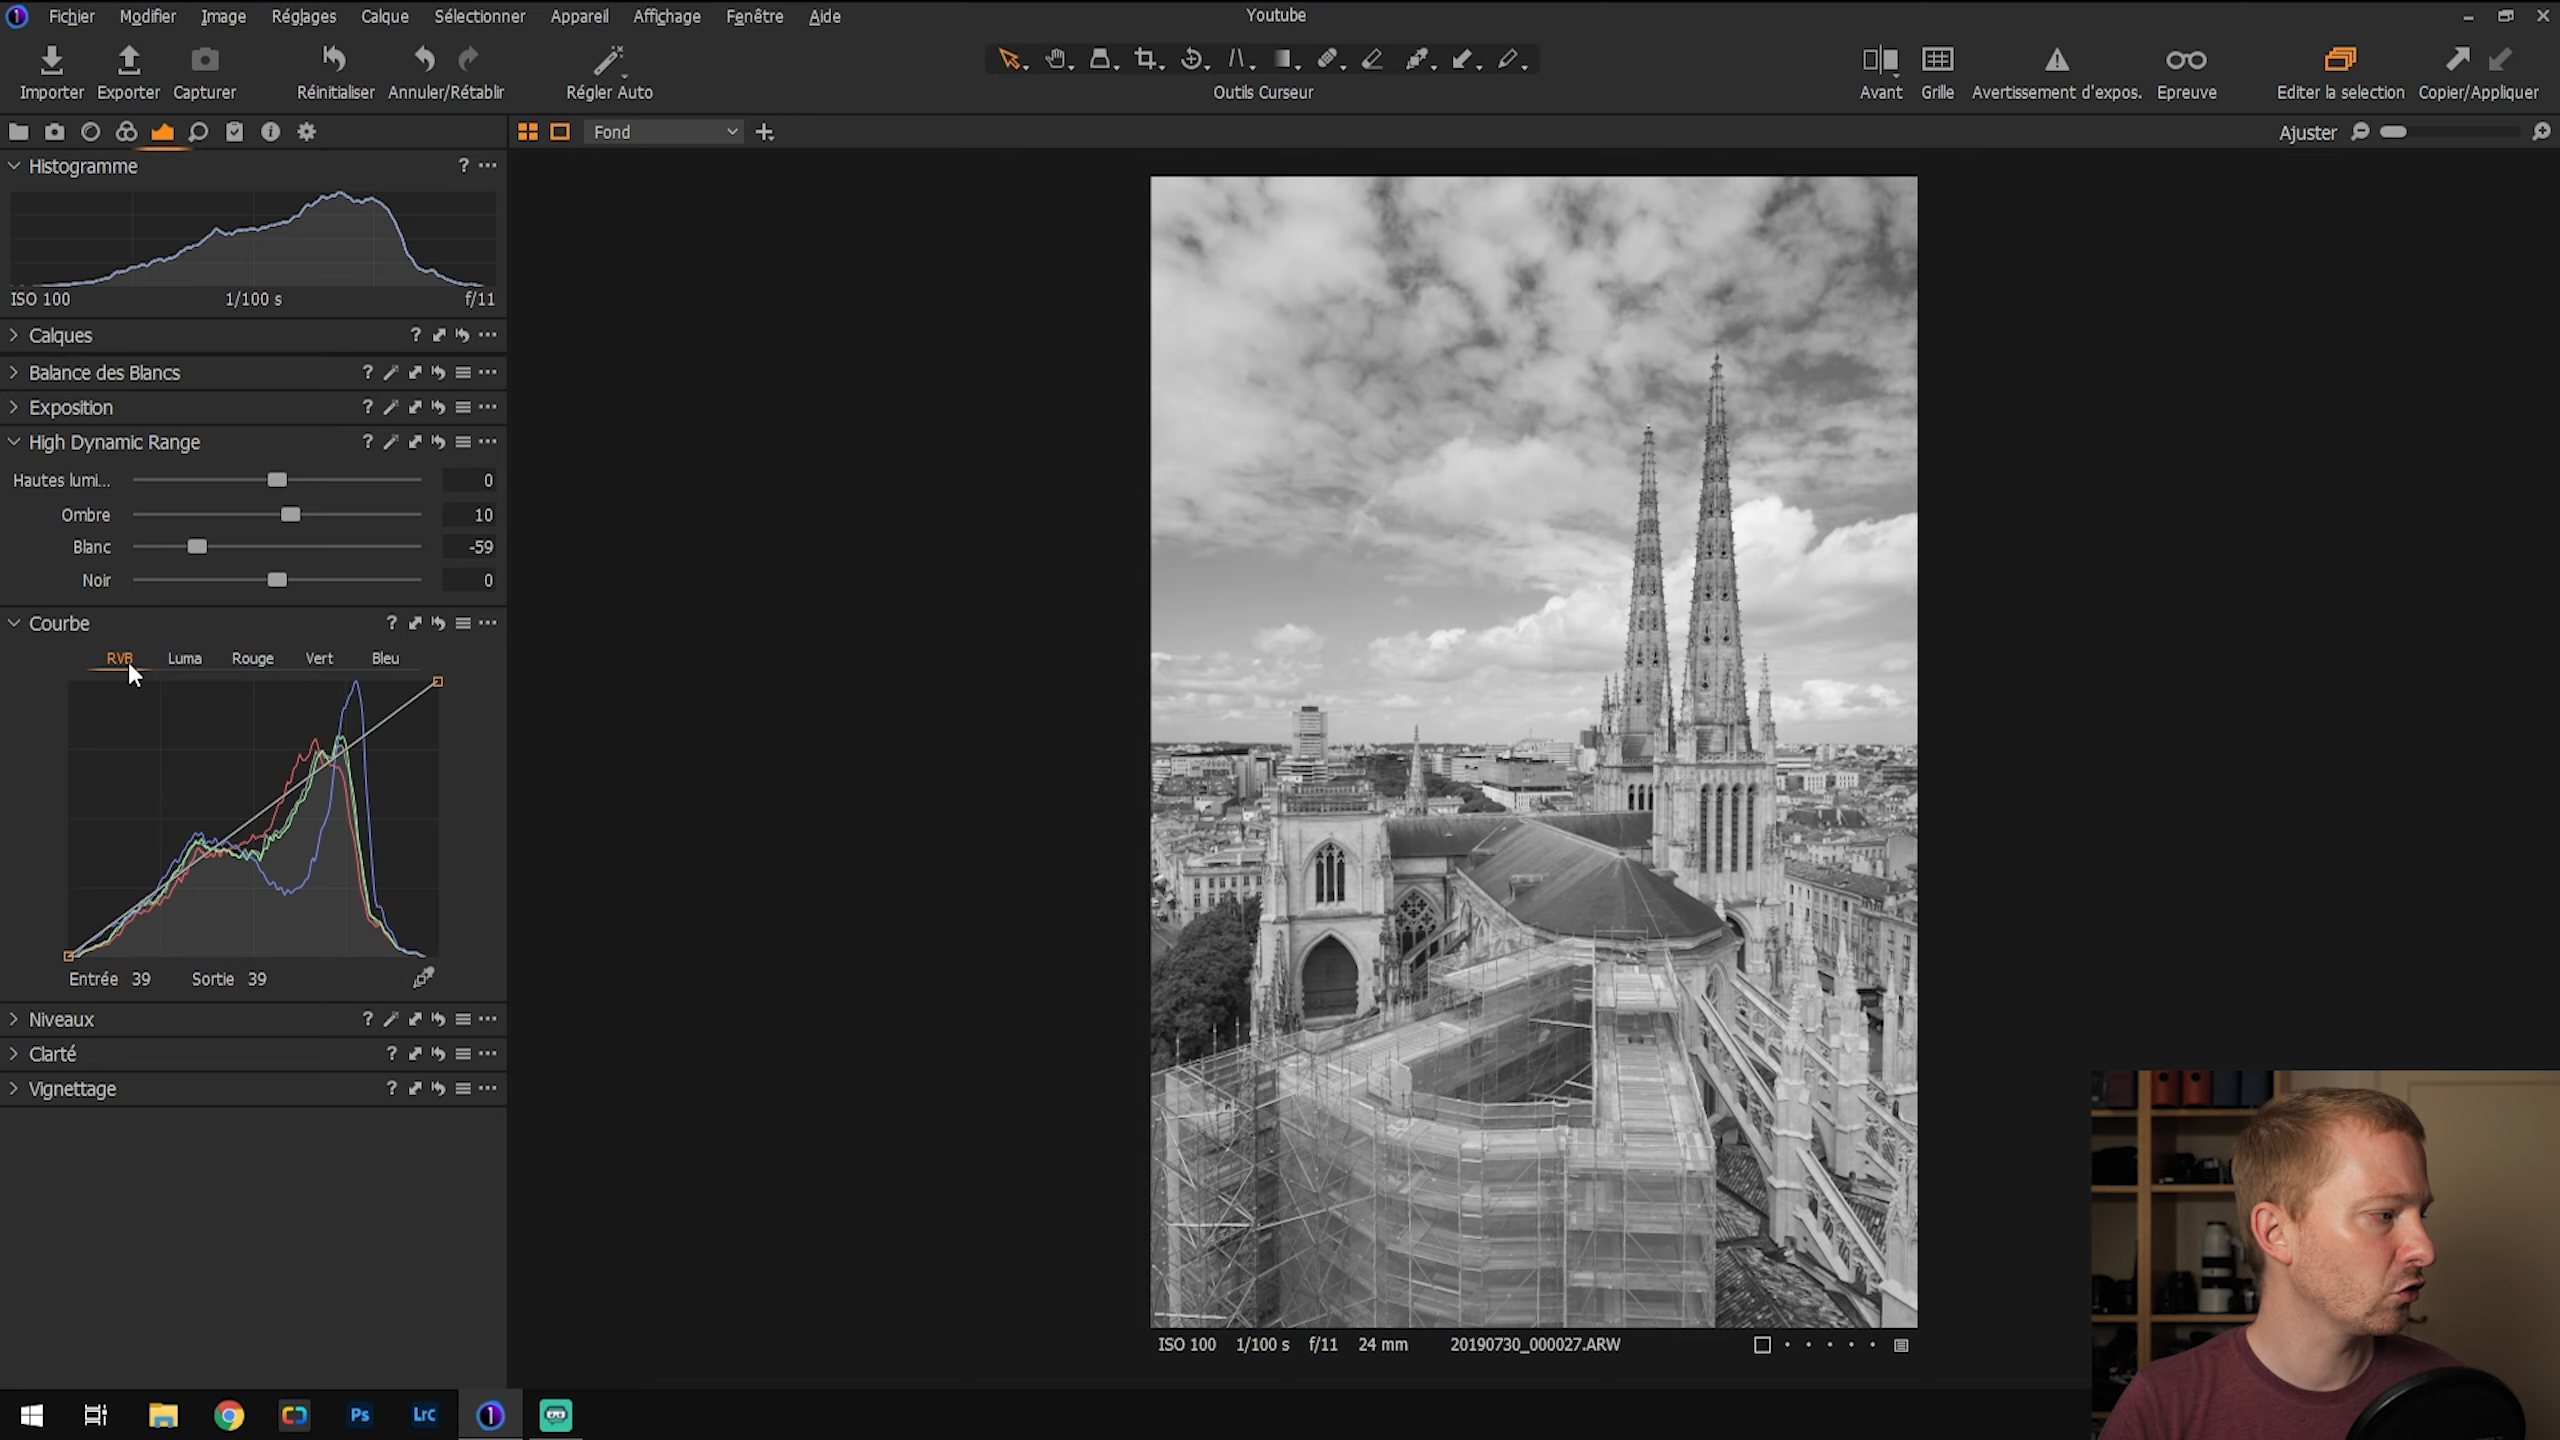 Fichier Modifier Image Réglages Calque Sélectionner Appareil Affichage Fenêtre Aide
Youtube
Importer Exporter Capturer Réinitialiser Annuler/Rétablir Régler Auto
Outils Curseur
Avant Grille Avertissement d'expos. Epreuve Editer la selection Copier/Appliquer
Fond
Ajuster
Histogramme ?
ISO 100 1/100 s f/11
Calques ?
Balance des Blancs ?
Exposition ?
High Dynamic Range ?
Hautes lumi... 0
Ombre 10
Blanc -59
Noir 0
Courbe ?
RVB Luma Rouge Vert Bleu
Entrée 39 Sortie 39
Niveaux ?
Clarté ?
Vignettage ?
ISO 100 1/100 s f/11 24 mm 20190730_000027.ARW
Ps LrC 1